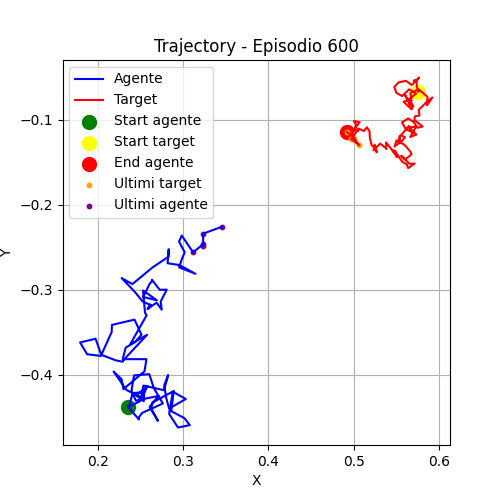 Trajectory - Episodio 600
Agente
Target
Start agente
Start target
End agente
Ultimi target
Ultimi agente
−0.1
−0.2
−0.3
−0.4
Y
0.2 0.3 0.4 0.5 0.6
X